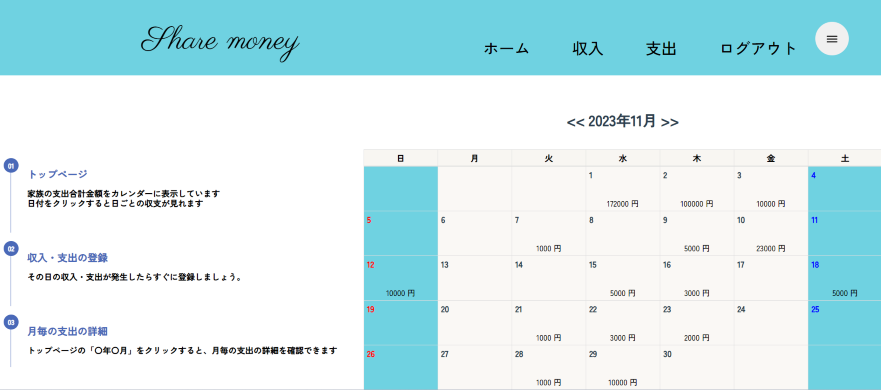 Share money
ホーム 収入 支出 ログアウト
<< 2023年11月 >>
01
トップページ
家族の支出合計金額をカレンダーに表示しています
日付をクリックすると日ごとの収支が見れます
02
収入・支出の登録
その日の収入・支出が発生したらすぐに登録しましょう。
03
月毎の支出の詳細
トップページの「〇年〇月」をクリックすると、月毎の支出の詳細を確認できます
日 月 火 水 木 金 土
1 2 3 4
172000 円 100000 円 10000 円
5 6 7 8 9 10 11
1000 円 5000 円 23000 円
12 13 14 15 16 17 18
10000 円 5000 円 3000 円 5000 円
19 20 21 22 23 24 25
1000 円 3000 円 2000 円
26 27 28 29 30
1000 円 10000 円